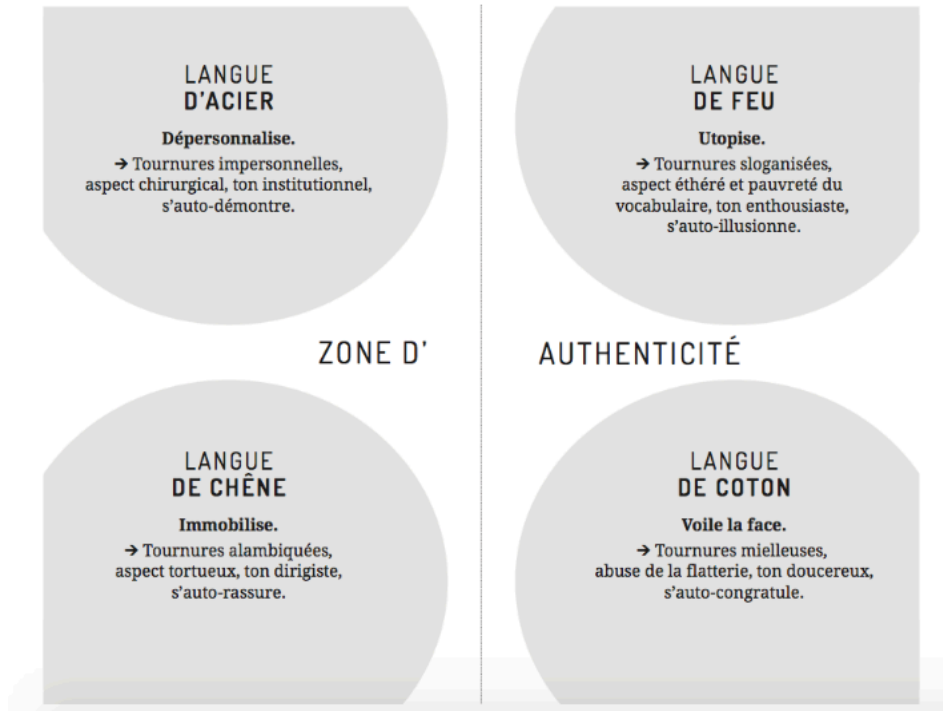 LANGUE
D'ACIER
Dépersonnalise.
→ Tournures impersonnelles,
aspect chirurgical, ton institutionnel,
s'auto-démontre.
LANGUE
DE FEU
Utopise.
→ Tournures sloganisées,
aspect éthéré et pauvreté du
vocabulaire, ton enthousiaste,
s'auto-illusionne.
ZONE D' AUTHENTICITÉ
LANGUE
DE CHÊNE
Immobilise.
→ Tournures alambiquées,
aspect tortueux, ton dirigiste,
s'auto-rassure.
LANGUE
DE COTON
Voile la face.
→ Tournures mielleuses,
abuse de la flatterie, ton doucereux,
s'auto-congratule.